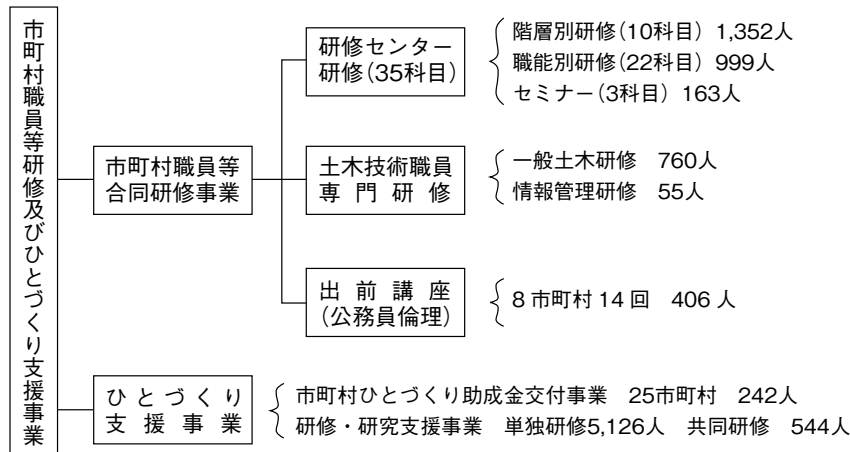 市町村職員等研修及びひとづくり支援事業
市町村職員等
合同研修事業
研修センター
研修(35科目)
階層別研修(10科目) 1,352人
職能別研修(22科目) 999人
セミナー(3科目) 163人
土木技術職員
専門研修
一般土木研修 760人
情報管理研修 55人
出前講座
(公務員倫理)
8市町村14回 406人
ひとづくり
支援事業
市町村ひとづくり助成金交付事業 25市町村 242人
研修・研究支援事業 単独研修5,126人 共同研修 544人